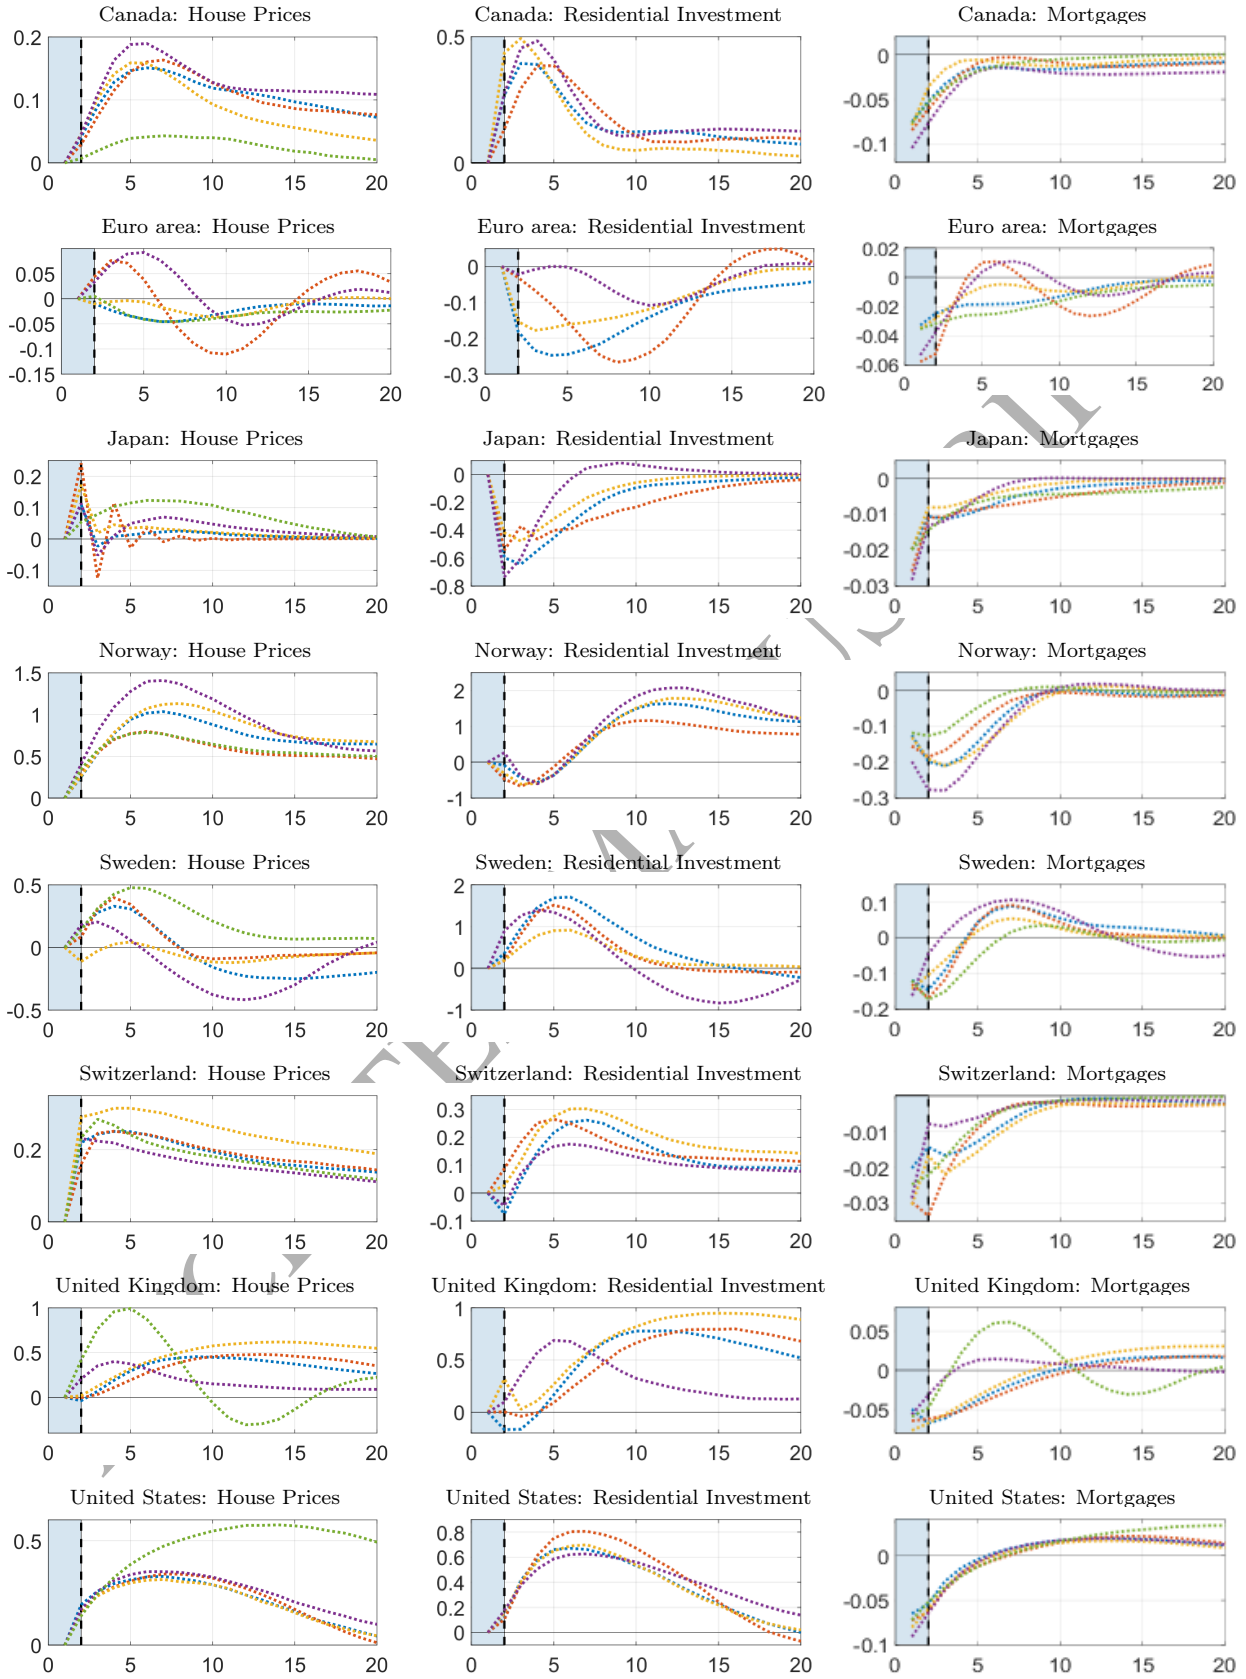 Canada: House Prices
Canada: Residential Investment
Canada: Mortgages
0.2
0.1
0
0 5 10 15 20
0.5
0
0 5 10 15 20
0
-0.05
-0.1
0 5 10 15 20
Euro area: House Prices
Euro area: Residential Investment
Euro area: Mortgages
0.05
0
-0.05
-0.1
-0.15
0 5 10 15 20
0
-0.1
-0.2
-0.3
0 5 10 15 20
0.02
0
-0.02
-0.04
-0.06
0 5 10 15 20
Japan: House Prices
Japan: Residential Investment
Japan: Mortgages
0.2
0.1
0
-0.1
0 5 10 15 20
0
-0.2
-0.4
-0.6
-0.8
0 5 10 15 20
0
-0.01
-0.02
-0.03
0 5 10 15 20
Norway: House Prices
Norway: Residential Investment
Norway: Mortgages
1.5
1
0.5
0
0 5 10 15 20
2
1
0
-1
0 5 10 15 20
0
-0.1
-0.2
-0.3
0 5 10 15 20
Sweden: House Prices
Sweden: Residential Investment
Sweden: Mortgages
0.5
0
-0.5
0 5 10 15 20
2
1
0
-1
0 5 10 15 20
0.1
0
-0.1
-0.2
0 5 10 15 20
Switzerland: House Prices
Switzerland: Residential Investment
Switzerland: Mortgages
0.2
0
0 5 10 15 20
0.3
0.2
0.1
0
-0.1
0 5 10 15 20
-0.01
-0.02
-0.03
0 5 10 15 20
United Kingdom: House Prices
United Kingdom: Residential Investment
United Kingdom: Mortgages
1
0.5
0
0 5 10 15 20
1
0.5
0
0 5 10 15 20
0.05
0
-0.05
0 5 10 15 20
United States: House Prices
United States: Residential Investment
United States: Mortgages
0.5
0
0 5 10 15 20
0.8
0.6
0.4
0.2
0
0 5 10 15 20
0
-0.05
-0.1
0 5 10 15 20